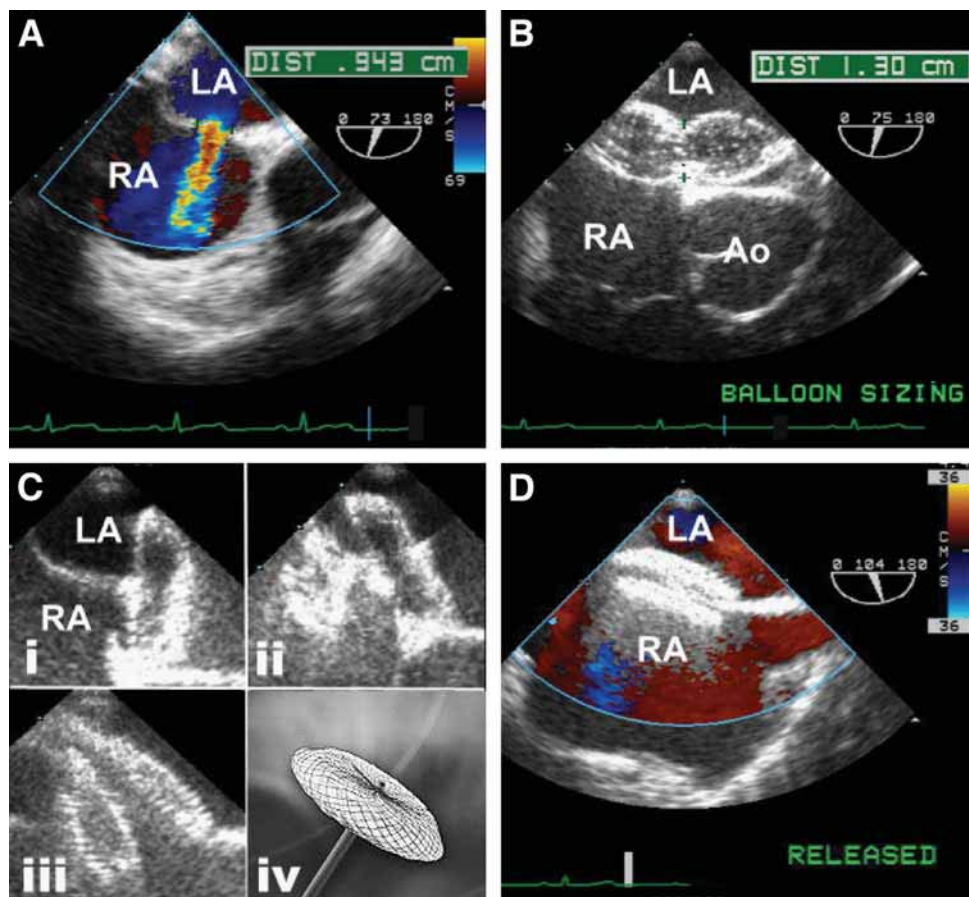 A
DIST .943 cm
LA
RA
0 73 180
CM/S
69
B
DIST 1.30 cm
LA
0 75 180
RA
Ao
BALLOON SIZING
C
LA
RA
i
ii
iii
iv
D
36
LA
0 104 180
CM/S
36
RA
RELEASED